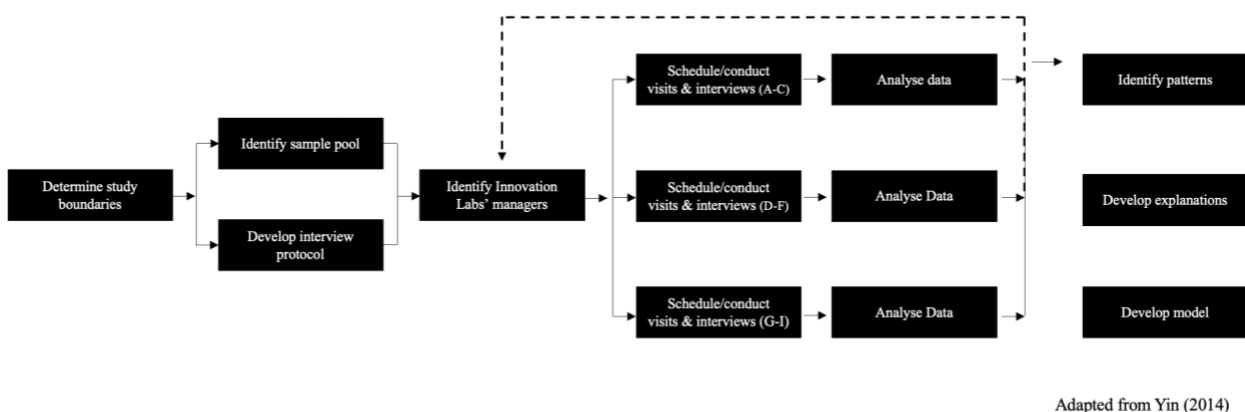 Determine study
boundaries
Identify sample pool
Develop interview
protocol
Identify Innovation
Labs’ managers
Schedule/conduct
visits & interviews (A-C)
Analyse data
Schedule/conduct
visits & interviews (D-F)
Analyse Data
Schedule/conduct
visits & interviews (G-I)
Analyse Data
Identify patterns
Develop explanations
Develop model
Adapted from Yin (2014)